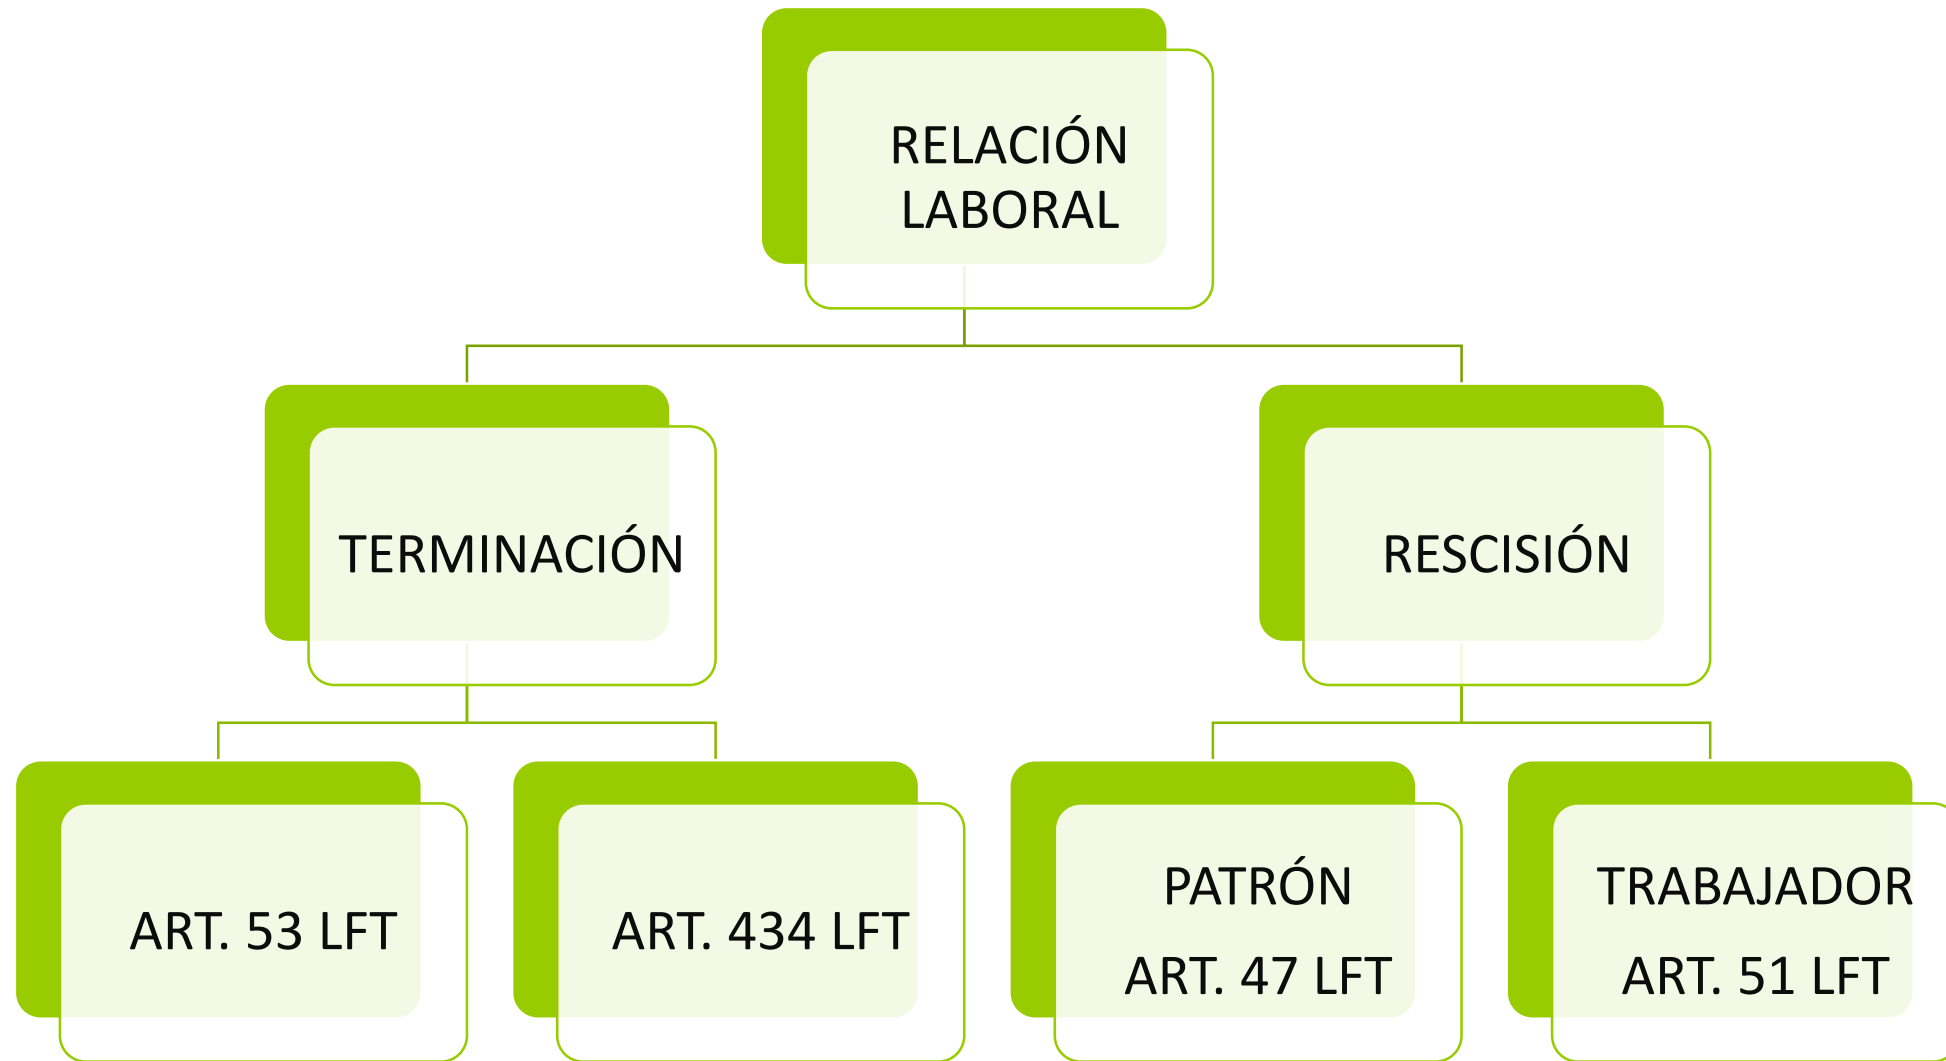 RELACIÓN
LABORAL
TERMINACIÓN
RESCISIÓN
ART. 53 LFT
ART. 434 LFT
PATRÓN
ART. 47 LFT
TRABAJADOR
ART. 51 LFT